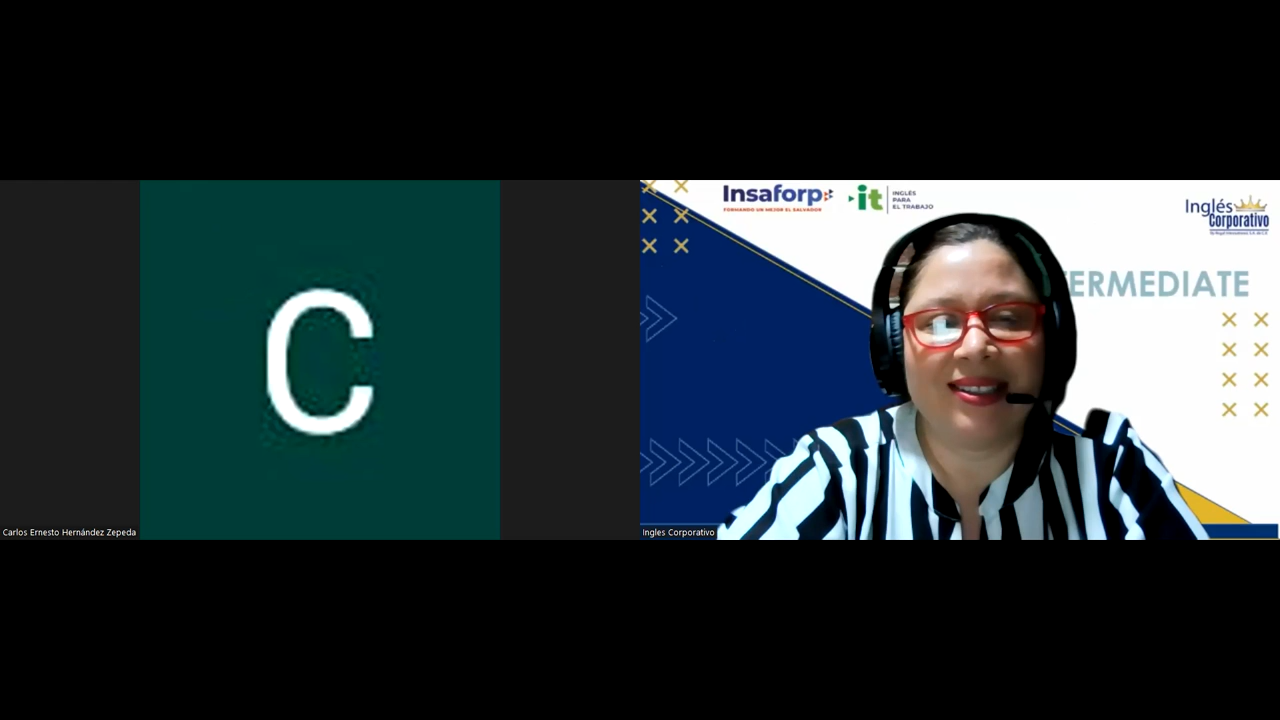 C
Carlos Ernesto Hernández Zepeda
Insaforp
FORMANDO UN MEJOR EL SALVADOR
it
INGLÉS
PARA
EL TRABAJO
Inglés
Corporativo
TERMEDIATE
Ingles Corporativo